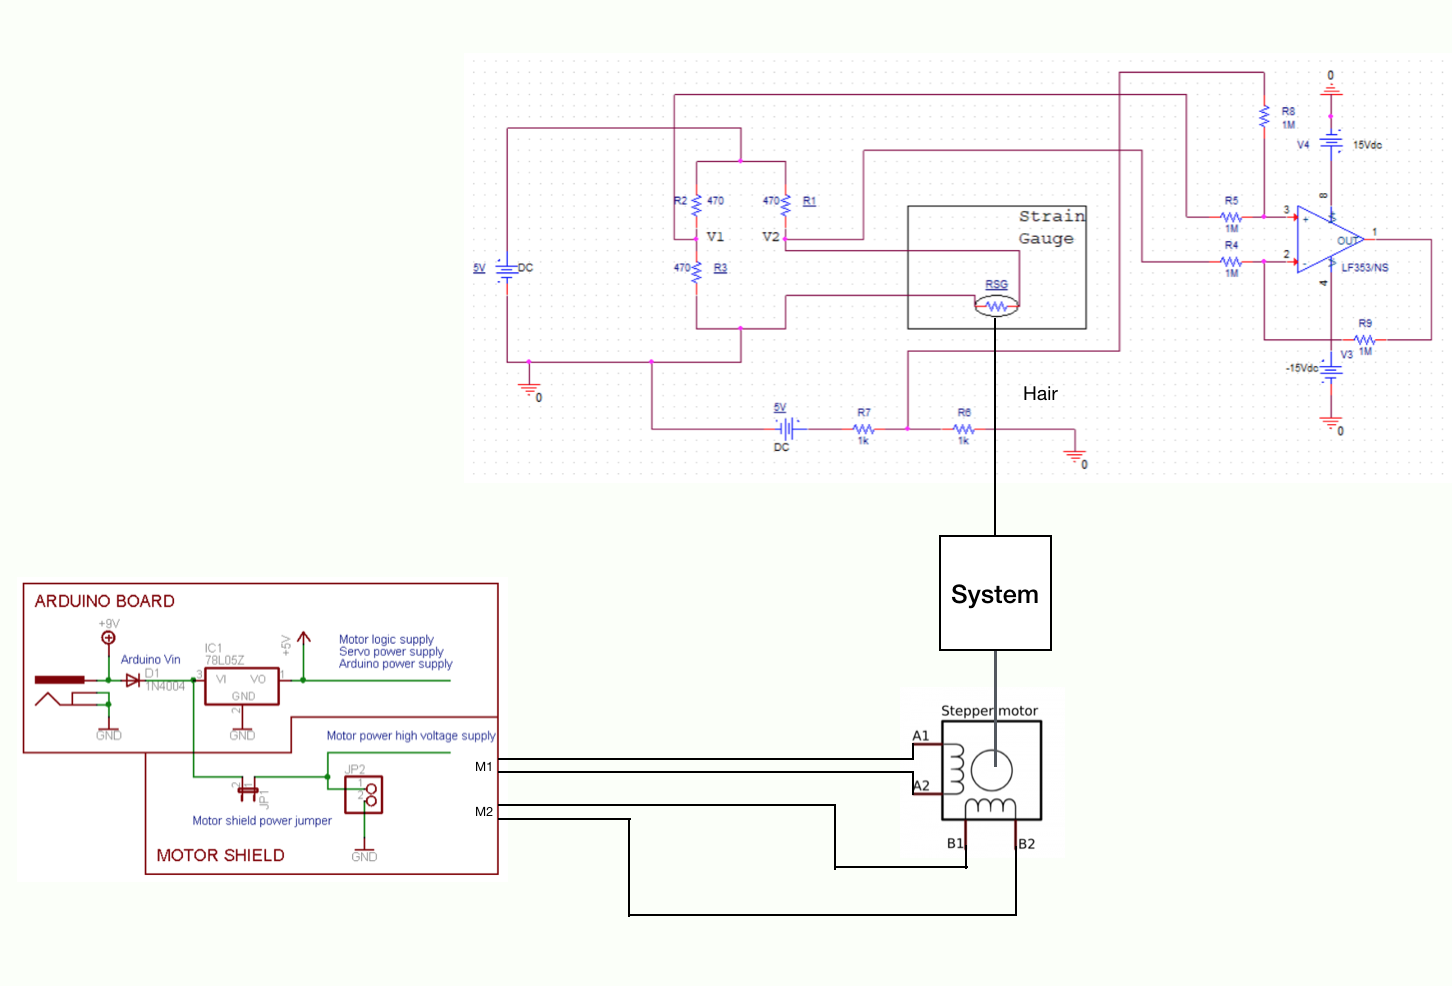 0
R8
1M
V4
15Vdc
8
R2
470
470
R1
R5
3
+
1M
Strain
Gauge
V1
V2
1
OUT
R4
2
-
1M
LF353/NS
5V
DC
470
R3
4
RSG
R9
1M
V3
-15Vdc
0
Hair
0
5V
DC
R7
1k
R6
1k
0
System
ARDUINO BOARD
+9V
Arduino Vin
D1
1N4004
IC1
78L05Z
3
VI
VO
1
GND
2
+5V
Motor logic supply
Servo power supply
Arduino power supply
GND
GND
Motor power high voltage supply
JP2
1
2
2
1
JP1
Motor shield power jumper
GND
MOTOR SHIELD
M1
M2
Stepper motor
A1
A2
B1
B2